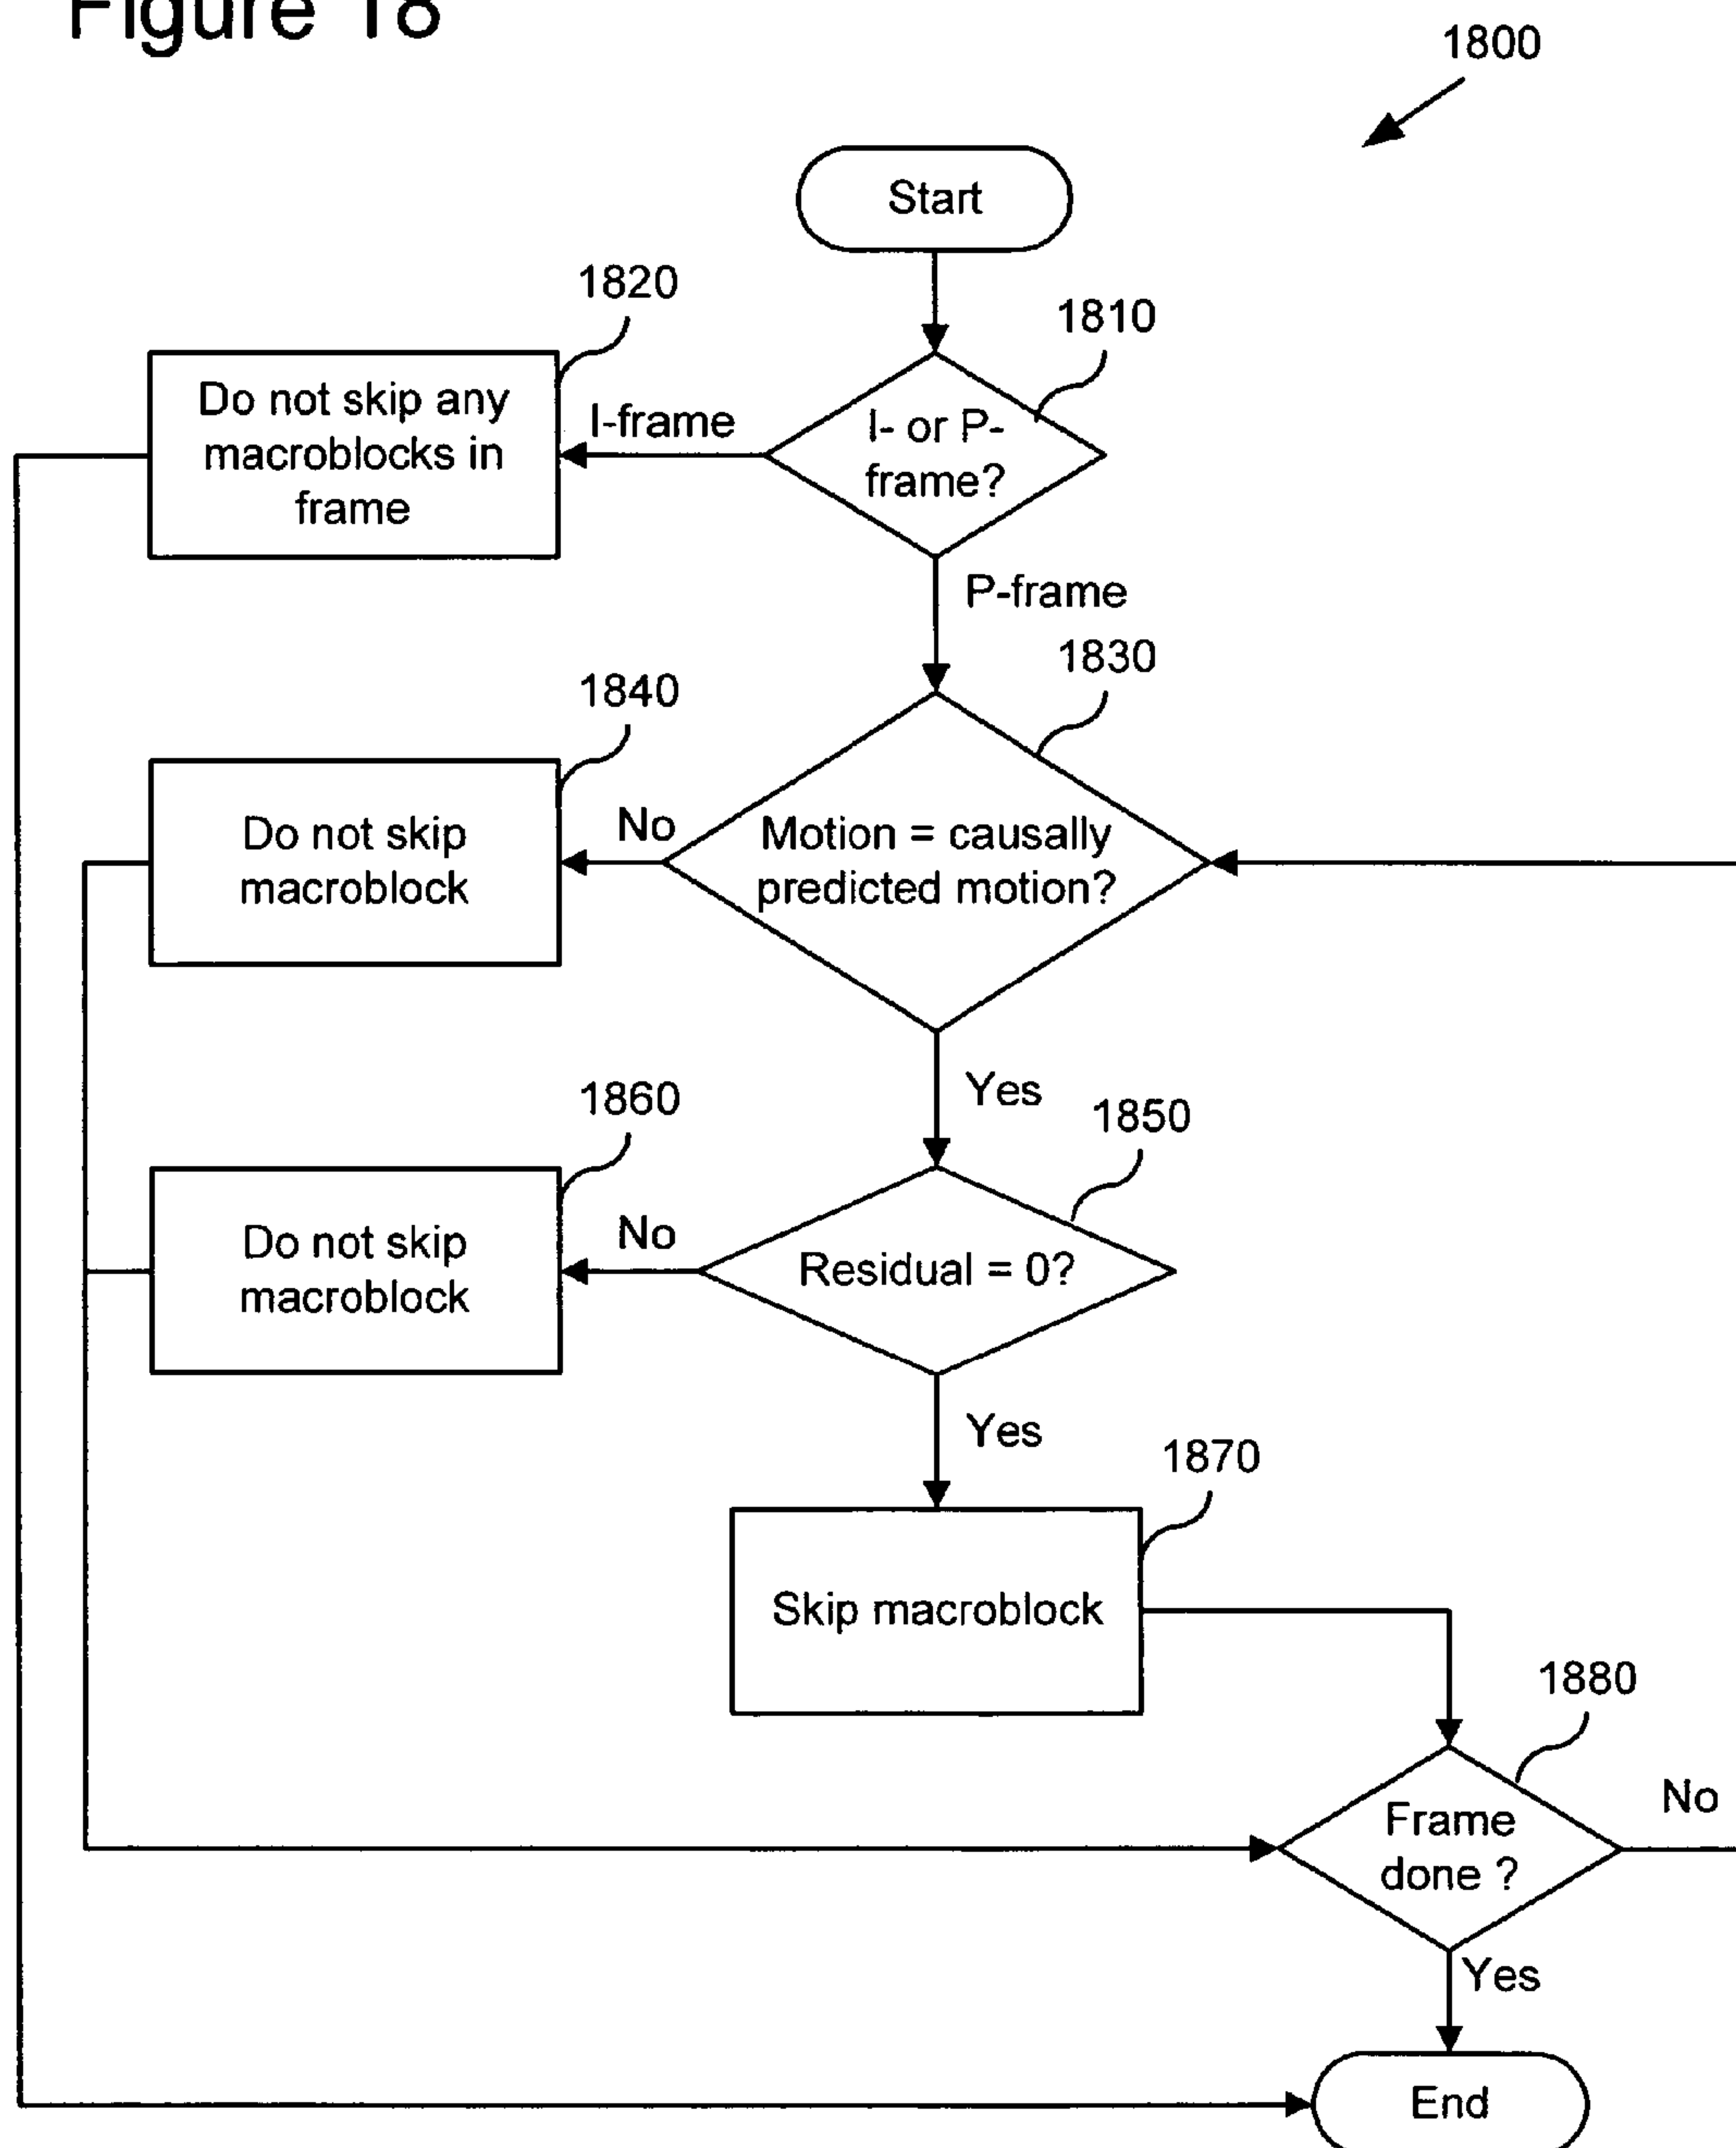 Figure 18
1800
Start
1820
1810
Do not skip any
macroblocks in
frame
I-frame
I- or P-
frame?
P-frame
1830
1840
Do not skip
macroblock
No
Motion = causally
predicted motion?
Yes
1850
1860
Do not skip
macroblock
No
Residual = 0?
Yes
1870
Skip macroblock
1880
Frame
done ?
No
Yes
End